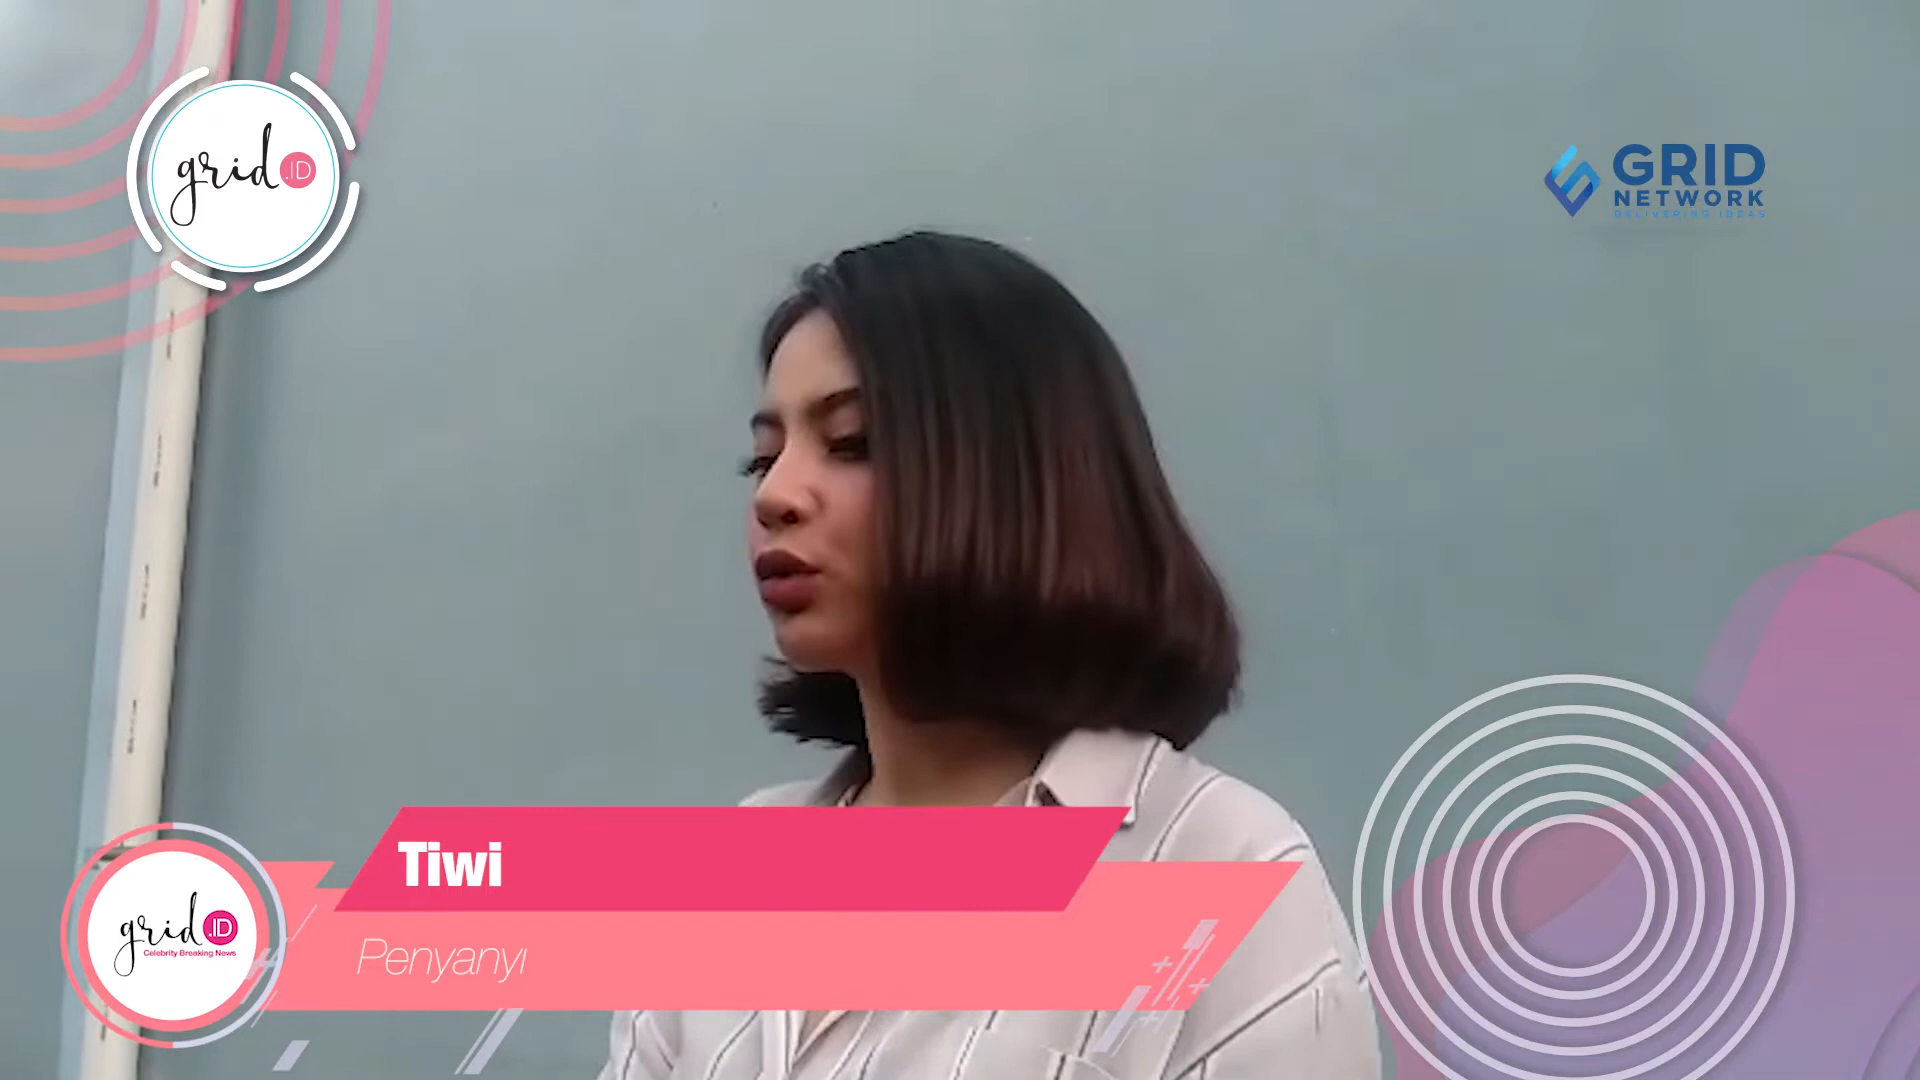 grid.ID
GRID
NETWORK
DELIVERING IDEAS
Tiwi
Penyanyi
grid.ID
Celebrity Breaking News